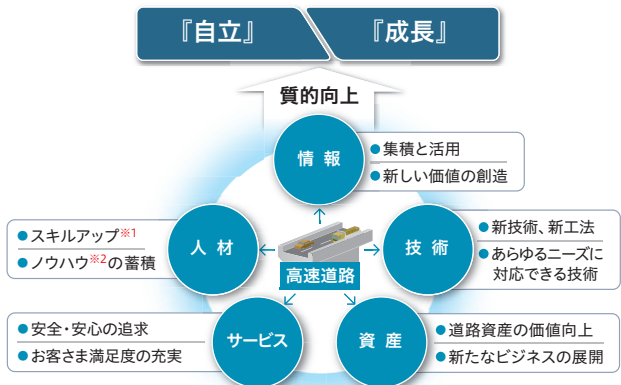 『自立』 『成長』
質的向上
情報
●集積と活用
●新しい価値の創造
人材
●スキルアップ※1
●ノウハウ※2の蓄積
技術
●新技術、新工法
●あらゆるニーズに
対応できる技術
高速道路
サービス
●安全・安心の追求
●お客さま満足度の充実
資産
●道路資産の価値向上
●新たなビジネスの展開